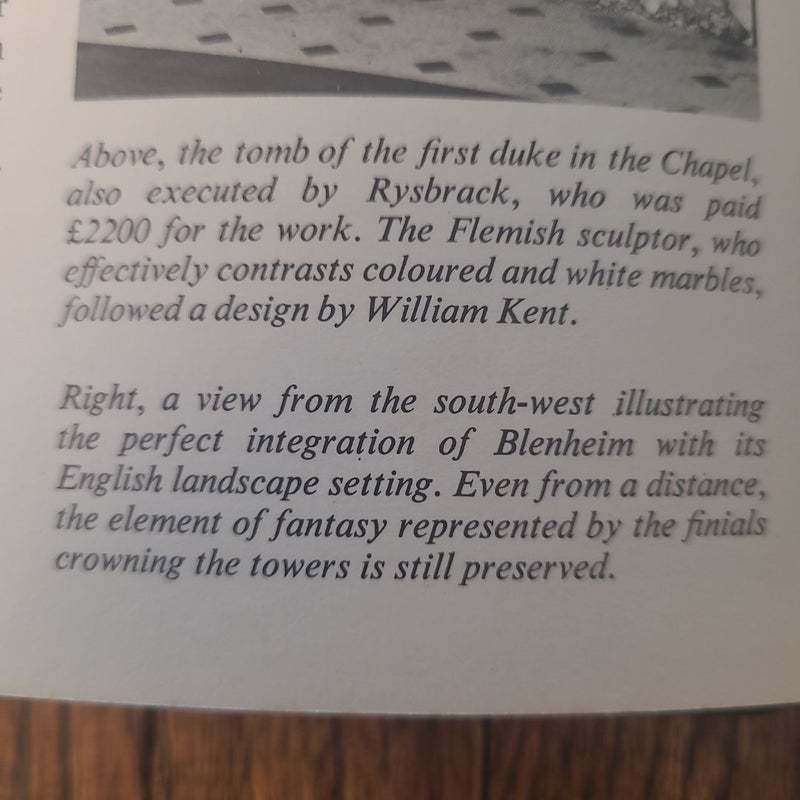 Above, the tomb of the first duke in the Chapel,
also executed by Rysbrack, who was paid
£2200 for the work. The Flemish sculptor, who
effectively contrasts coloured and white marbles,
followed a design by William Kent.
Right, a view from the south-west illustrating
the perfect integration of Blenheim with its
English landscape setting. Even from a distance,
the element of fantasy represented by the finials
crowning the towers is still preserved.